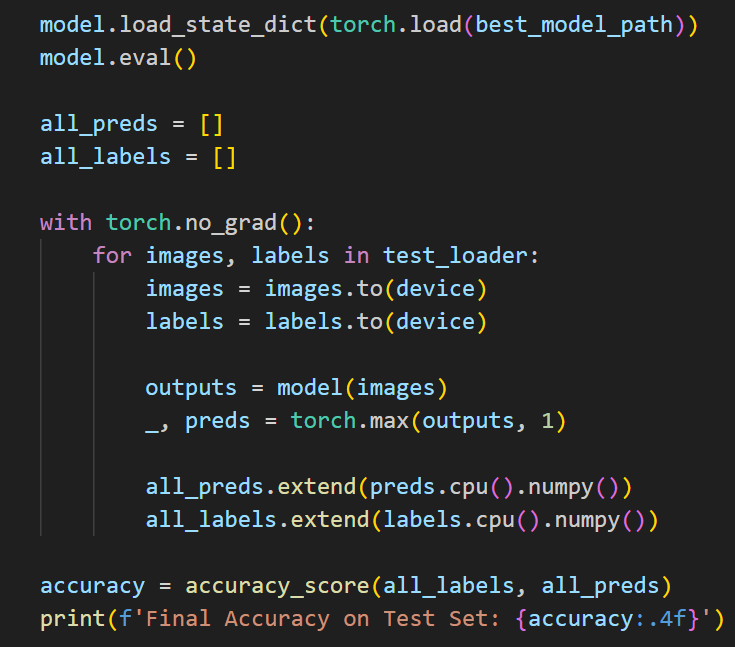 model.load_state_dict(torch.load(best_model_path))
model.eval()

all_preds = []
all_labels = []

with torch.no_grad():
    for images, labels in test_loader:
        images = images.to(device)
        labels = labels.to(device)

        outputs = model(images)
        _, preds = torch.max(outputs, 1)

        all_preds.extend(preds.cpu().numpy())
        all_labels.extend(labels.cpu().numpy())

accuracy = accuracy_score(all_labels, all_preds)
print(f'Final Accuracy on Test Set: {accuracy:.4f}')